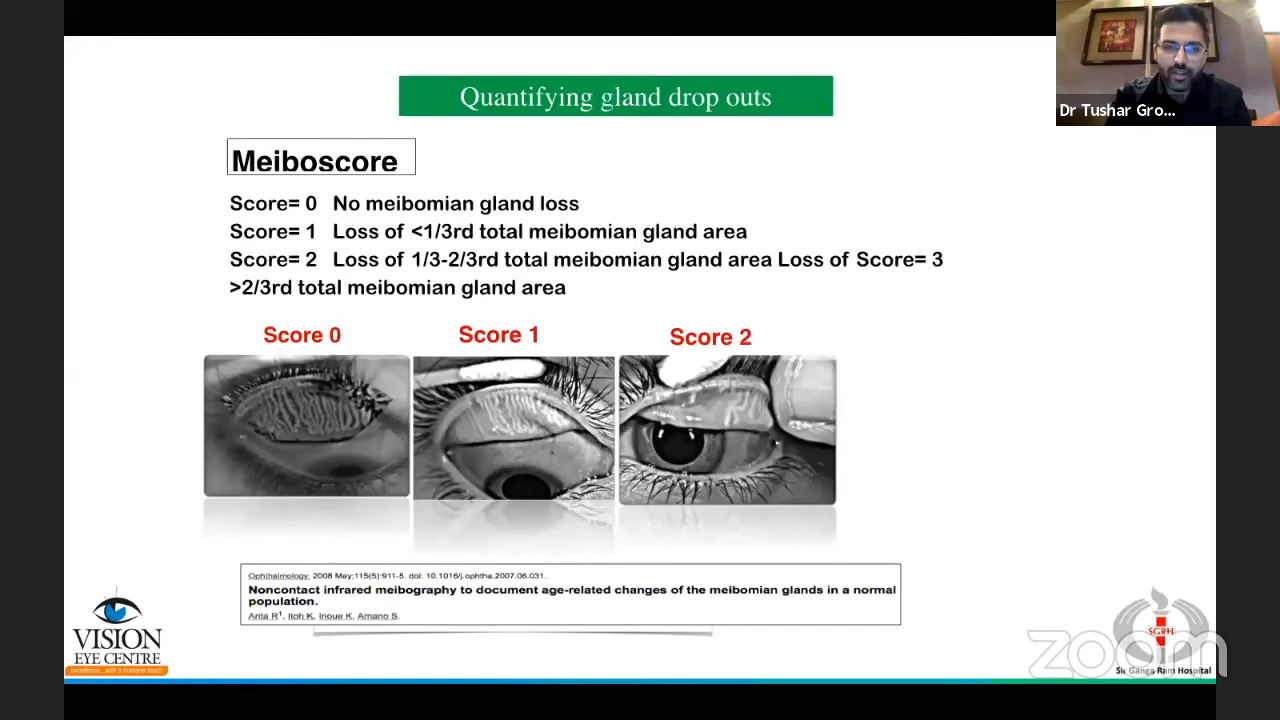 Quantifying gland drop outs
Dr Tushar Gro...
Meiboscore
Score= 0 No meibomian gland loss
Score= 1 Loss of <1/3rd total meibomian gland area
Score= 2 Loss of 1/3-2/3rd total meibomian gland area Loss of Score= 3
>2/3rd total meibomian gland area
Score 0 Score 1 Score 2
Ophthalmology. 2008 May;115(5):911-5. doi: 10.1016/j.ophtha.2007.06.031.
Noncontact infrared meibography to document age-related changes of the meibomian glands in a normal
population.
Arita R1, Itoh K, Inoue K, Amano S.
VISION
EYE CENTRE
excellence...with a humane touch
SGRH
zoom
Sir Ganga Ram Hospital